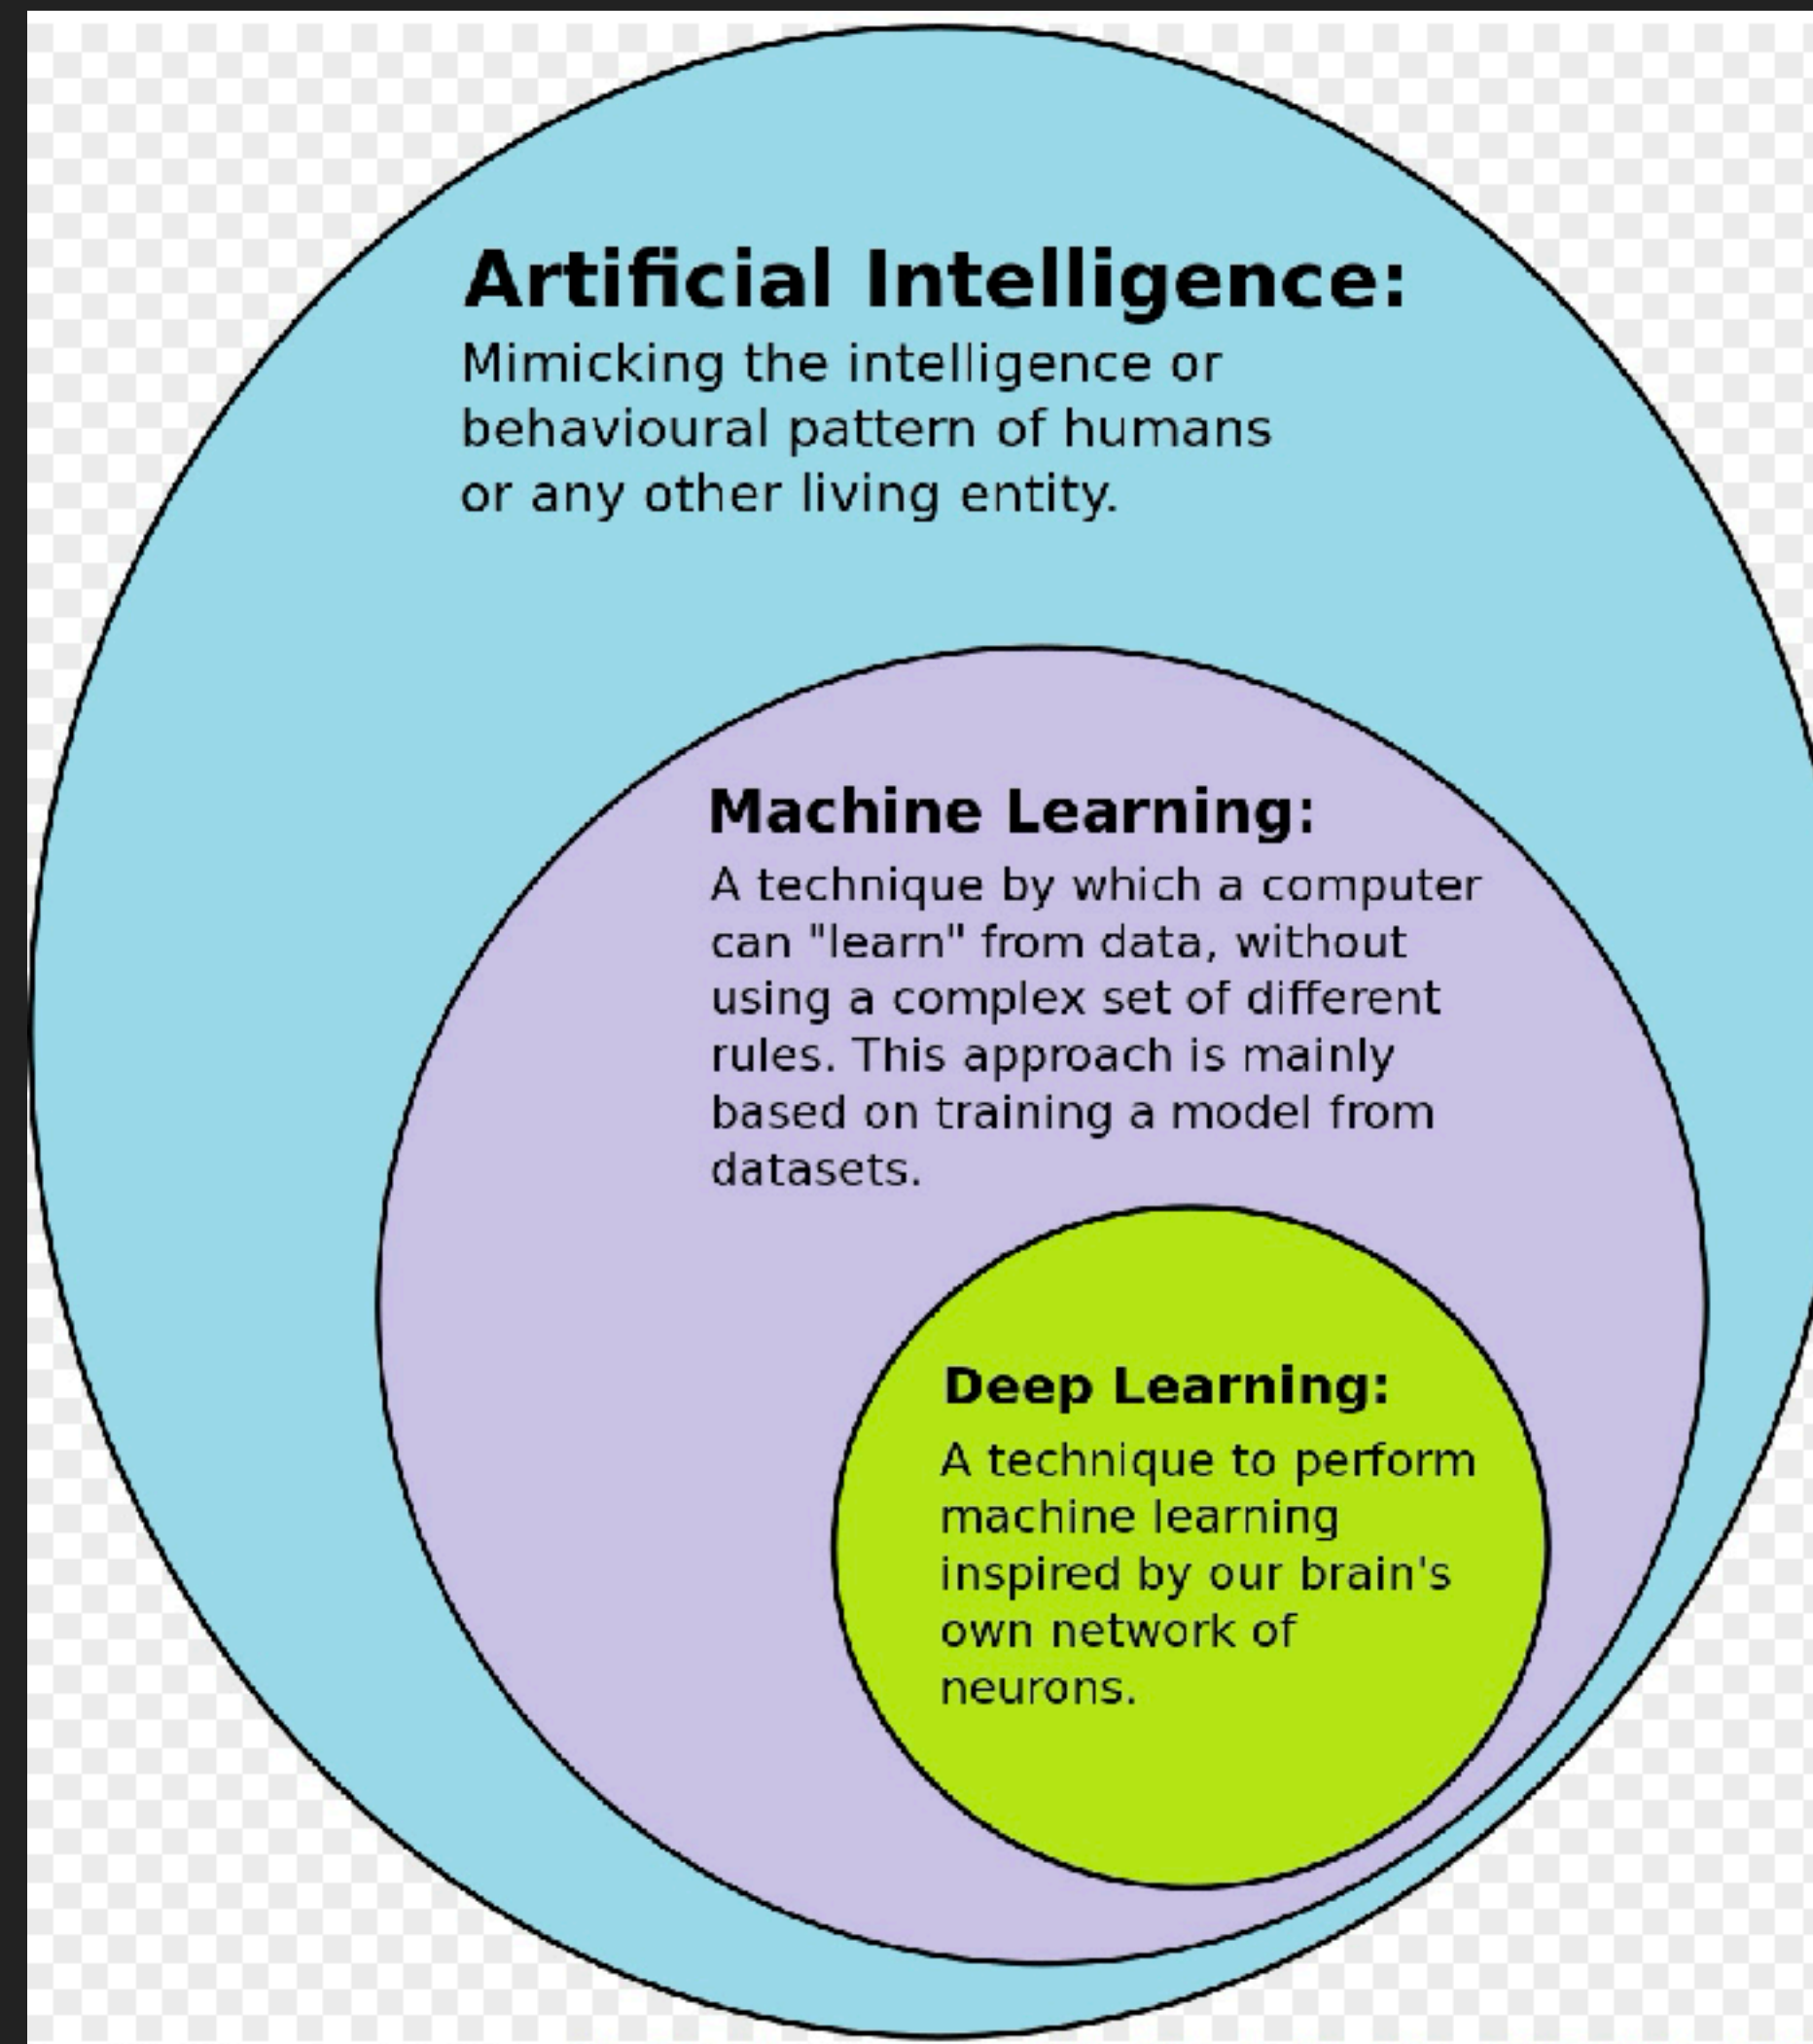 Artificial Intelligence:
Mimicking the intelligence or
behavioural pattern of humans
or any other living entity.
Machine Learning:
A technique by which a computer
can "learn" from data, without
using a complex set of different
rules. This approach is mainly
based on training a model from
datasets.
Deep Learning:
A technique to perform
machine learning
inspired by our brain's
own network of
neurons.